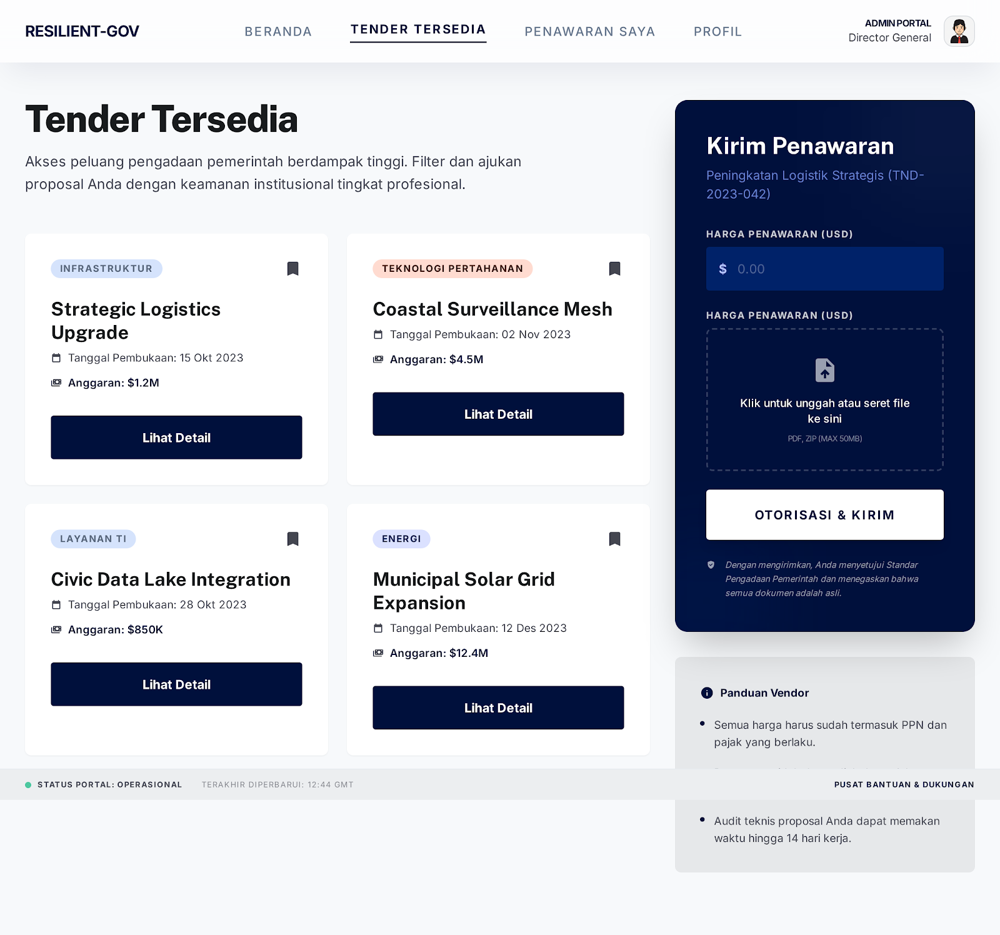 RESILIENT-GOV
BERANDA
TENDER TERSEDIA
PENAWARAN SAYA
PROFIL
ADMIN PORTAL
Director General
Tender Tersedia
Akses peluang pengadaan pemerintah berdampak tinggi. Filter dan ajukan
proposal Anda dengan keamanan institusional tingkat profesional.
INFRASTRUKTUR
Strategic Logistics
Upgrade
Tanggal Pembukaan: 15 Okt 2023
Anggaran: $1.2M
Lihat Detail
TEKNOLOGI PERTAHANAN
Coastal Surveillance Mesh
Tanggal Pembukaan: 02 Nov 2023
Anggaran: $4.5M
Lihat Detail
LAYANAN TI
Civic Data Lake Integration
Tanggal Pembukaan: 28 Okt 2023
Anggaran: $850K
Lihat Detail
ENERGI
Municipal Solar Grid
Expansion
Tanggal Pembukaan: 12 Des 2023
Anggaran: $12.4M
Lihat Detail
Kirim Penawaran
Peningkatan Logistik Strategis (TND-
2023-042)
HARGA PENAWARAN (USD)
$ 0.00
HARGA PENAWARAN (USD)
Klik untuk unggah atau seret file
ke sini
PDF, ZIP (MAX 50MB)
OTORISASI & KIRIM
Dengan mengirimkan, Anda menyetujui Standar
Pengadaan Pemerintah dan menegaskan bahwa
semua dokumen adalah asli.
Panduan Vendor
Semua harga harus sudah termasuk PPN dan
pajak yang berlaku.
STATUS PORTAL: OPERASIONAL
TERAKHIR DIPERBARUI: 12:44 GMT
PUSAT BANTUAN & DUKUNGAN
Audit teknis proposal Anda dapat memakan
waktu hingga 14 hari kerja.